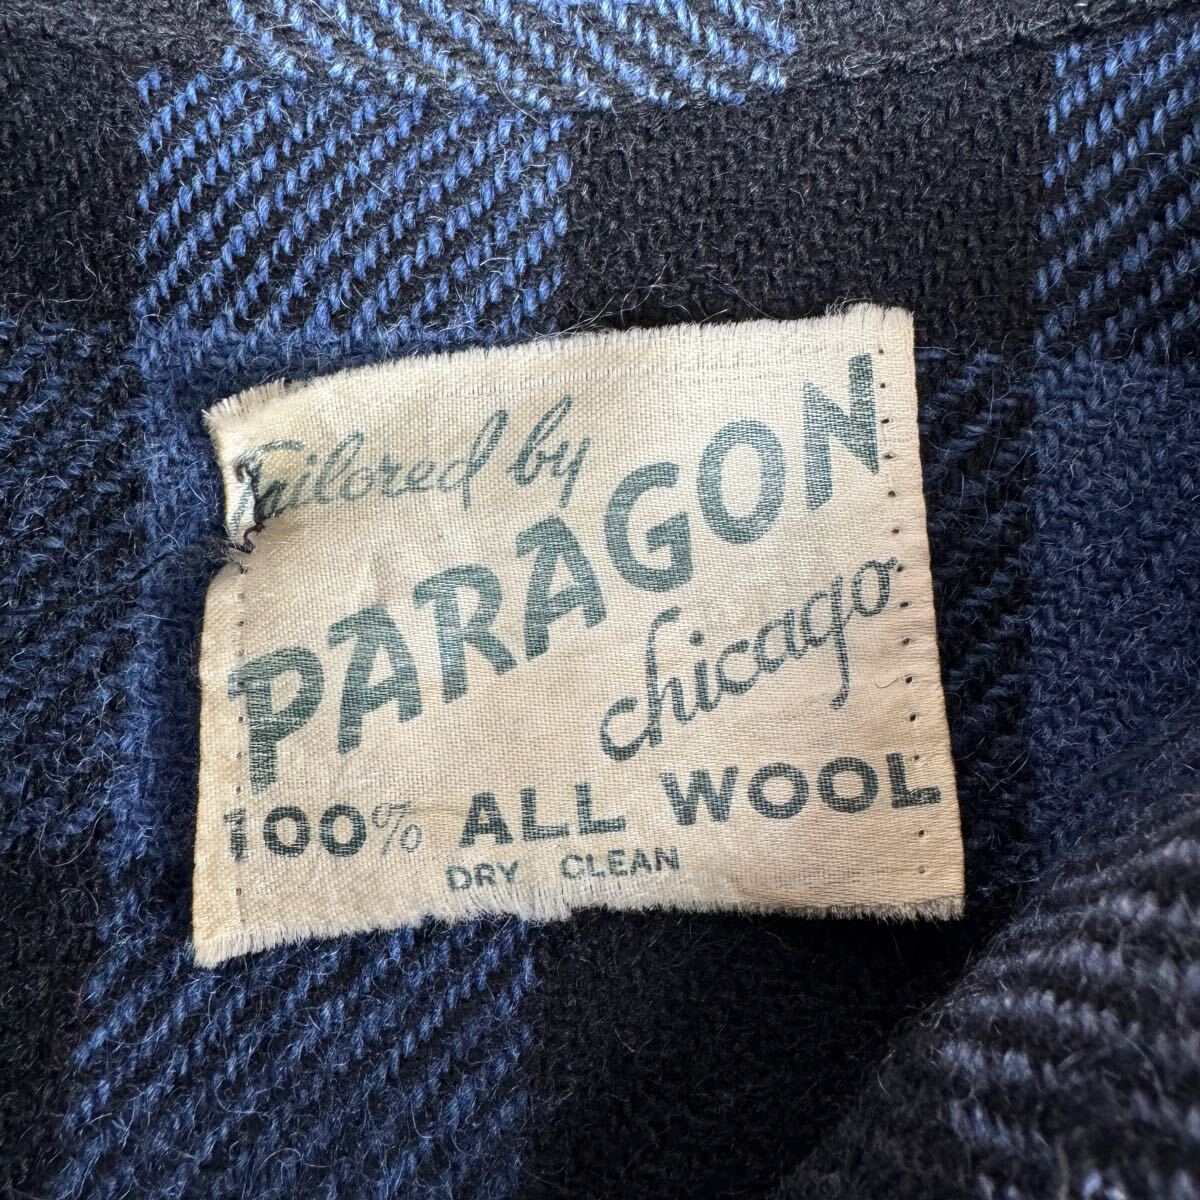 Tailored by
PARAGON
chicago
100% ALL WOOL
DRY CLEAN